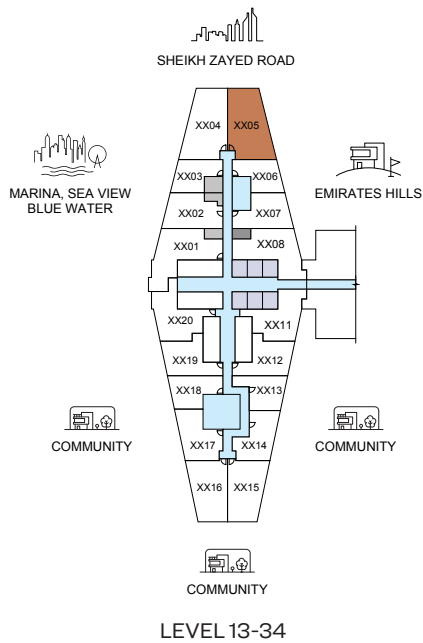 SHEIKH ZAYED ROAD
XX04
XX05
MARINA, SEA VIEW
BLUE WATER
EMIRATES HILLS
XX03
XX06
XX02
XX07
XX01
XX08
XX20
XX11
XX19
XX12
XX18
XX13
COMMUNITY
COMMUNITY
XX17
XX14
XX16
XX15
COMMUNITY
LEVEL 13-34